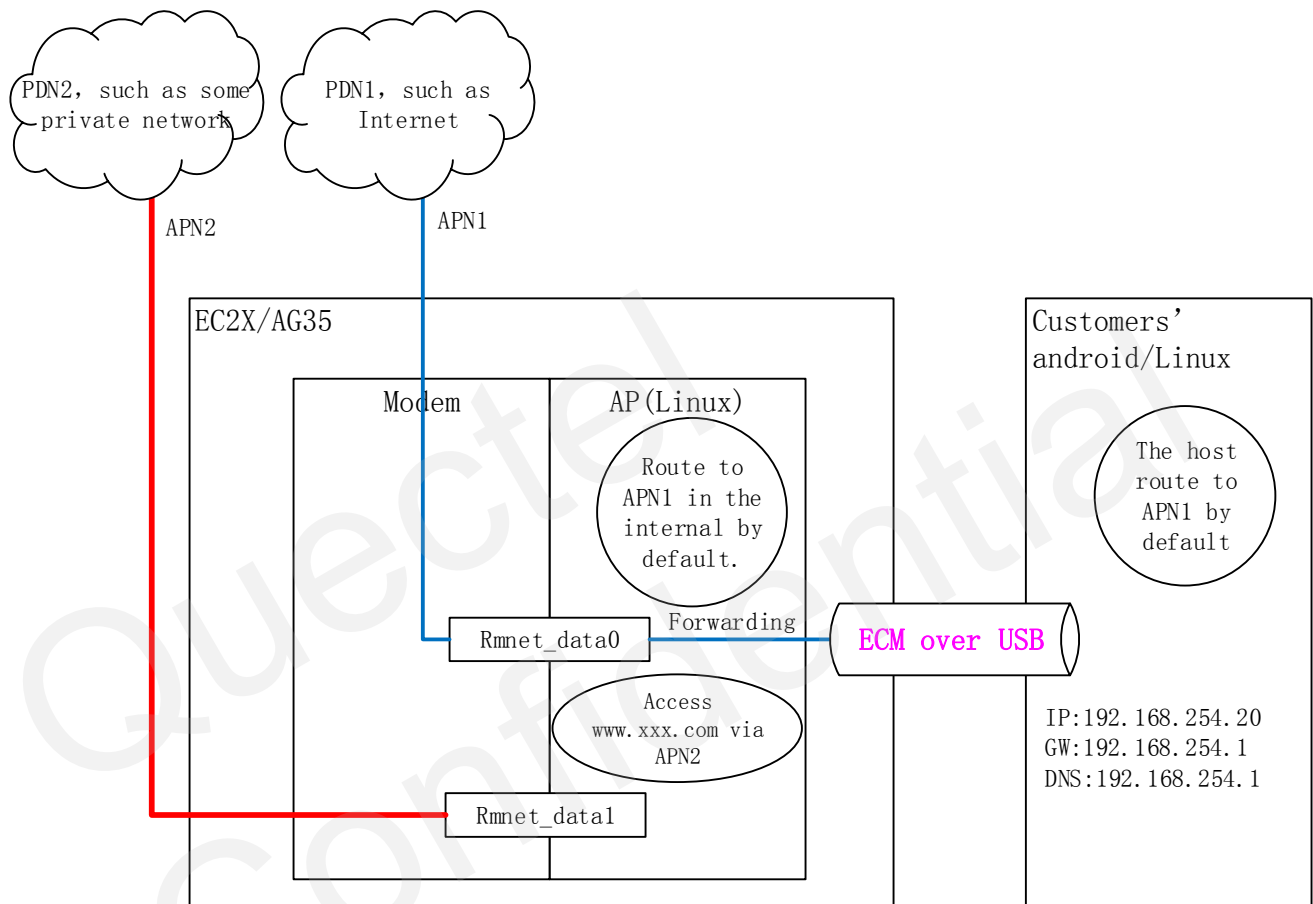 PDN2, such as some
private network
PDN1, such as
Internet
APN2
APN1
EC2X/AG35
Customers’
android/Linux
Modem
AP(Linux)
Route to
APN1 in the
internal by
default.
The host
route to
APN1 by
default
Rmnet_data0
Forwarding
ECM over USB
Access
www.xxx.com via
APN2
IP:192.168.254.20
GW:192.168.254.1
DNS:192.168.254.1
Rmnet_data1
Quectel
Confidential